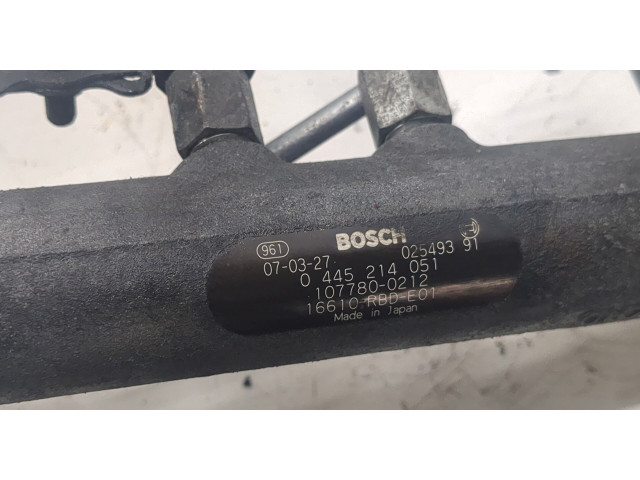 961 BOSCH 025493 91
07-03-27
0 445 214 051
107780-0212
16610-RBD-E01
Made in Japan